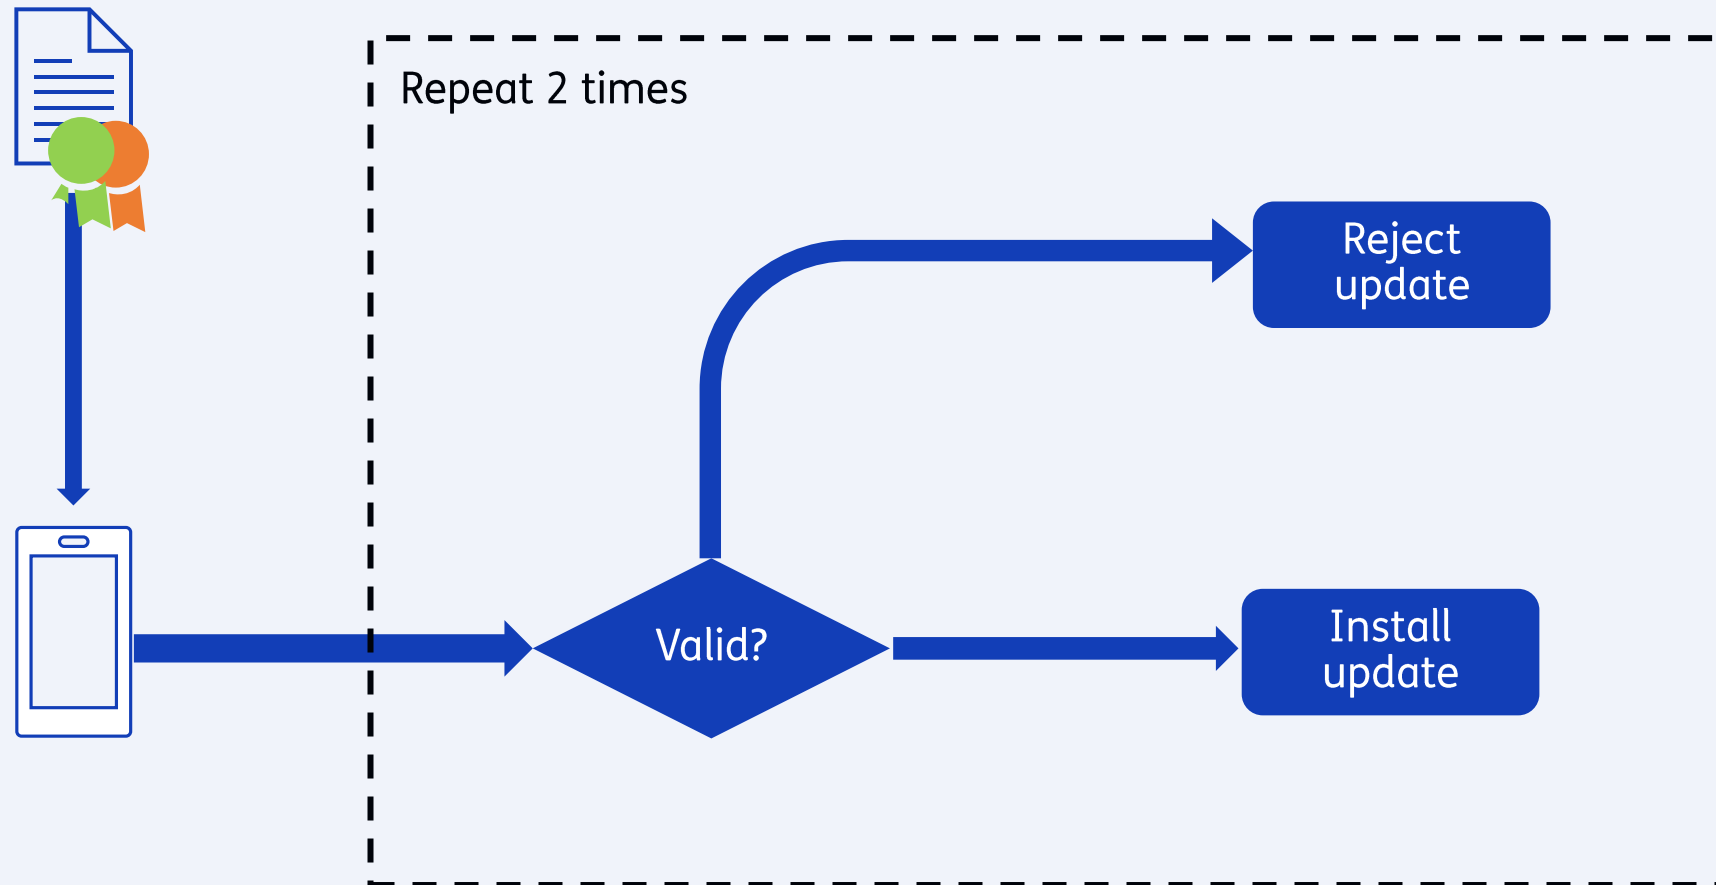 Repeat 2 times
Reject
update
Valid?
Install
update